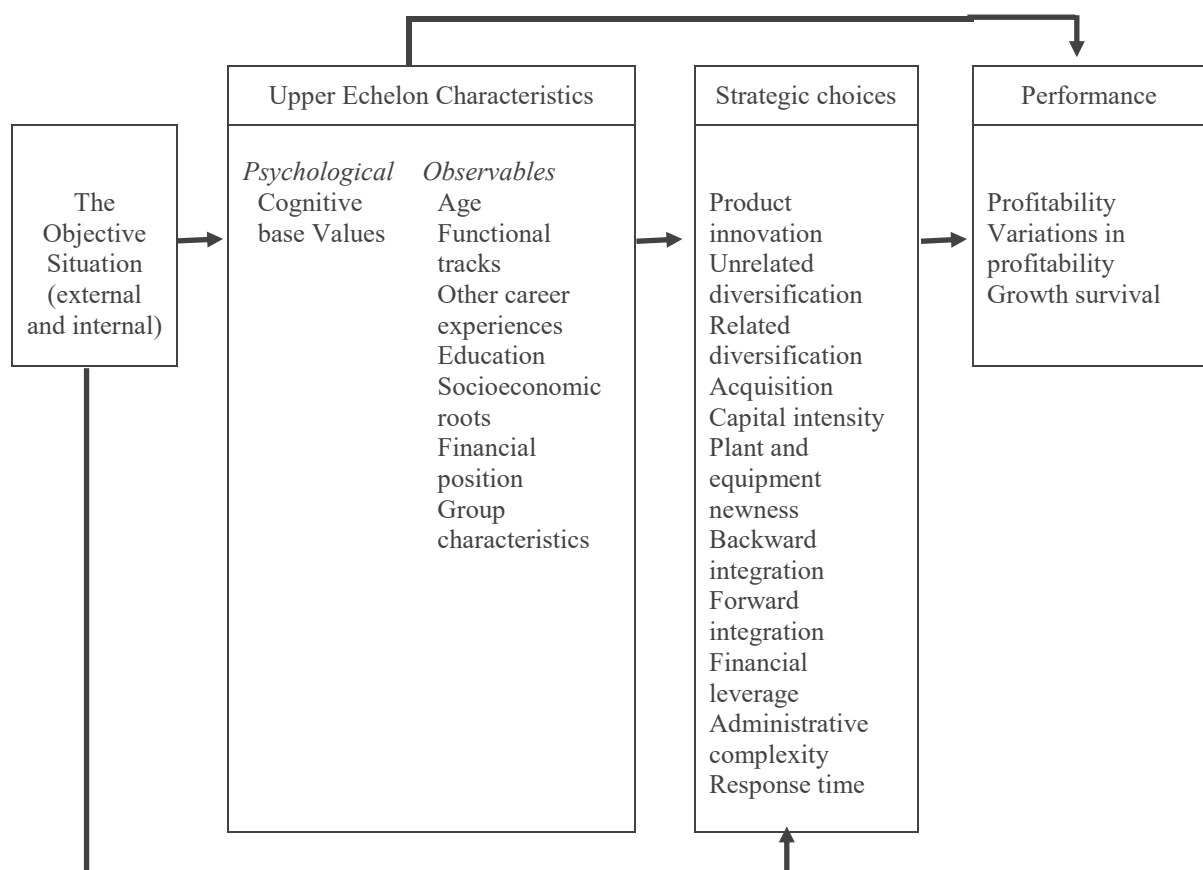 Upper Echelon Characteristics
Strategic choices
Performance
The
Objective
Situation
(external
and internal)
Psychological
Cognitive
base Values
Observables
Age
Functional
tracks
Other career
experiences
Education
Socioeconomic
roots
Financial
position
Group
characteristics
Product
innovation
Unrelated
diversification
Related
diversification
Acquisition
Capital intensity
Plant and
equipment
newness
Backward
integration
Forward
integration
Financial
leverage
Administrative
complexity
Response time
Profitability
Variations in
profitability
Growth survival